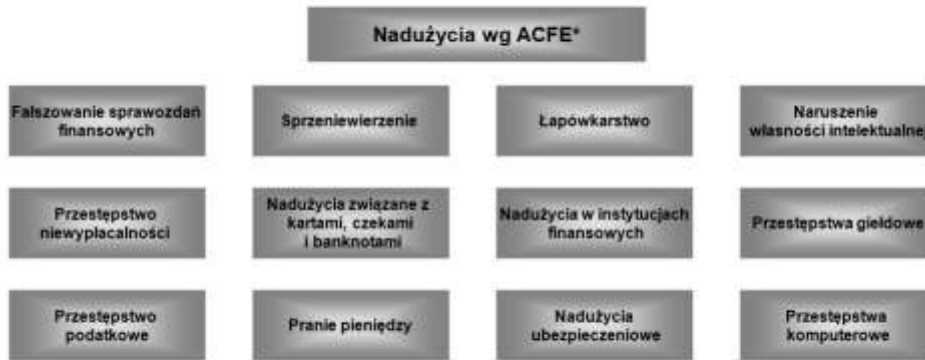 Nadużycia wg ACFE*
Fałszowanie sprawozdań
finansowych
Sprzeniewierzenie
Łapówkarstwo
Naruszenie
własności intelektualnej
Przestępstwo
niewypłacalności
Nadużycia związane z
kartami, czekami
i banknotami
Nadużycia w instytucjach
finansowych
Przestępstwa giełdowe
Przestępstwo
podatkowe
Pranie pieniędzy
Nadużycia
ubezpieczeniowe
Przestępstwa
komputerowe